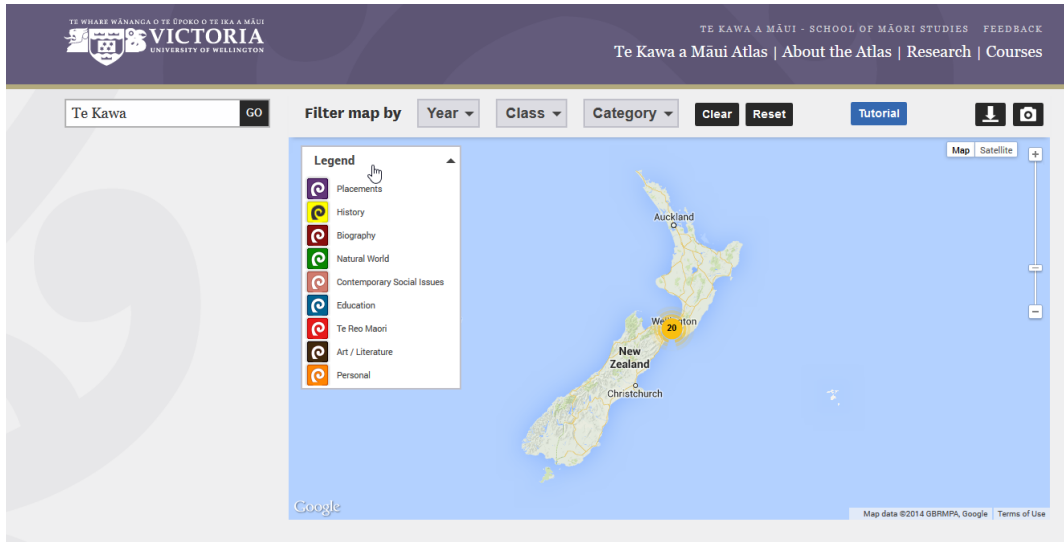 TE WHARE WĀNANGA O TE ŪPOKO O TE IKA A MĀUI
VICTORIA
UNIVERSITY OF WELLINGTON
TE KAWA A MĀUI - SCHOOL OF MĀORI STUDIES FEEDBACK
Te Kawa a Māui Atlas | About the Atlas | Research | Courses
Te Kawa GO
Filter map by Year Class Category Clear Reset Tutorial
Legend
Placements
History
Biography
Natural World
Contemporary Social Issues
Education
Te Reo Maori
Art / Literature
Personal
Map Satellite
Auckland
Wellington
20
New
Zealand
Christchurch
Google
Map data ©2014 GBRMPA, Google Terms of Use